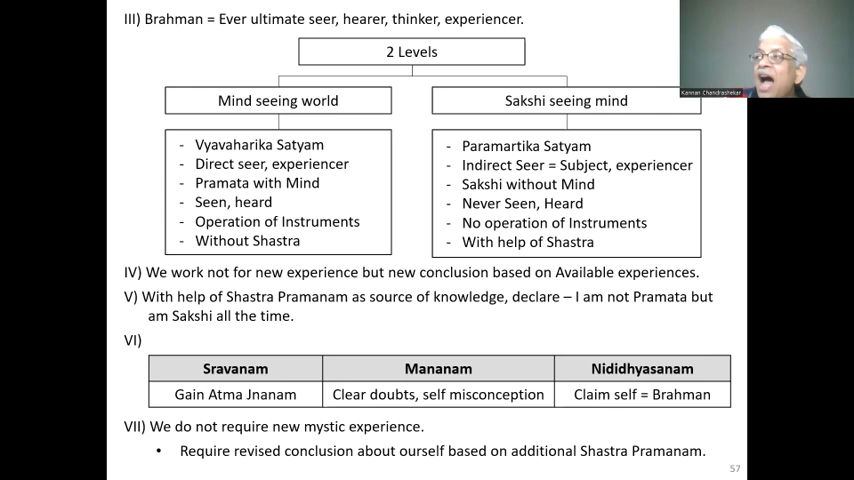 III) Brahman = Ever ultimate seer, hearer, thinker, experiencer.
2 Levels
Mind seeing world
- Vyavaharika Satyam
- Direct seer, experiencer
- Pramata with Mind
- Seen, heard
- Operation of Instruments
- Without Shastra
Sakshi seeing mind
- Paramartika Satyam
- Indirect Seer = Subject, experiencer
- Sakshi without Mind
- Never Seen, Heard
- No operation of Instruments
- With help of Shastra
IV) We work not for new experience but new conclusion based on Available experiences.
V) With help of Shastra Pramanam as source of knowledge, declare – I am not Pramata but
am Sakshi all the time.
VI)
Sravanam Mananam Nididhyasanam
Gain Atma Jnanam Clear doubts, self misconception Claim self = Brahman
VII) We do not require new mystic experience.
• Require revised conclusion about ourself based on additional Shastra Pramanam.
57
Kannan Chandrashekar